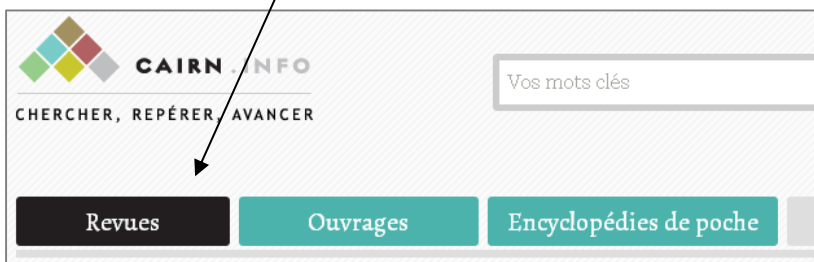 CAIRN.INFO
Vos mots clés
CHERCHER, REPÉRER, AVANCER
Revues
Ouvrages
Encyclopédies de poche